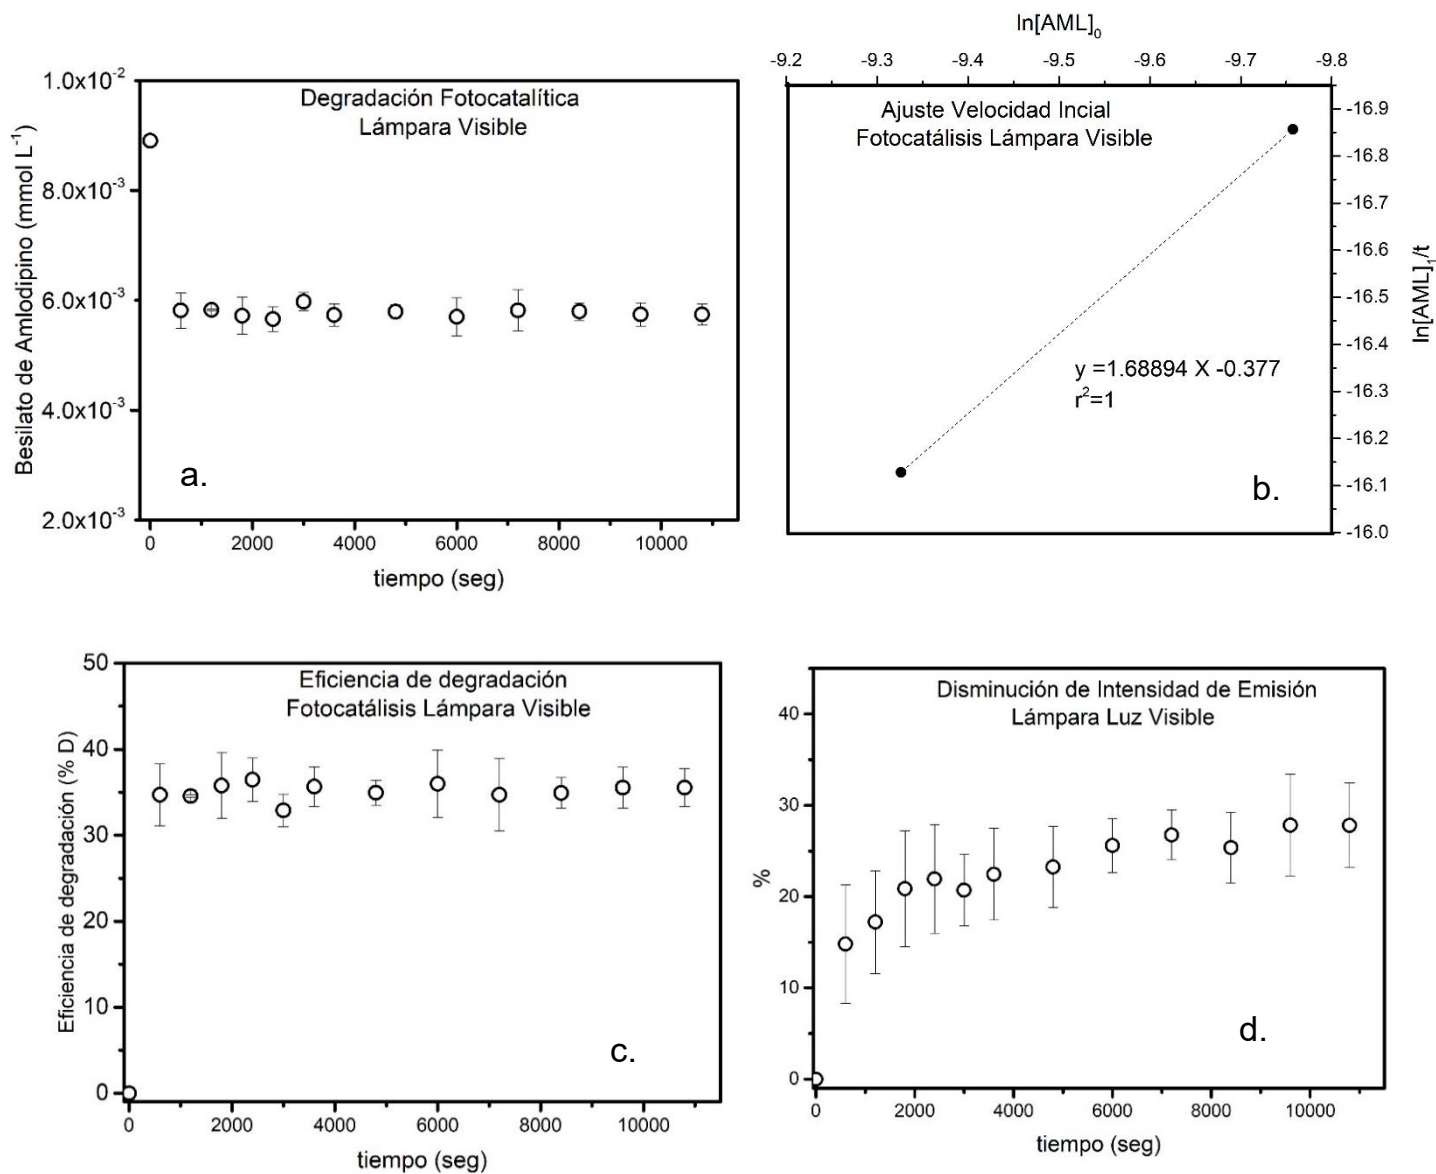 1.0x10⁻²
8.0x10⁻³
6.0x10⁻³
4.0x10⁻³
2.0x10⁻³
Besilato de Amlodipino (mmol L⁻¹)
Degradación Fotocatalítica
Lámpara Visible
a.
0 2000 4000 6000 8000 10000
tiempo (seg)
ln[AML]₀
-9.2 -9.3 -9.4 -9.5 -9.6 -9.7 -9.8
Ajuste Velocidad Incial
Fotocatálisis Lámpara Visible
y =1.68894 X -0.377
r²=1
b.
-16.9
-16.8
-16.7
-16.6
-16.5
-16.4
-16.3
-16.2
-16.1
-16.0
ln[AML]₁/t
50
40
30
20
10
0
Eficiencia de degradación (% D)
Eficiencia de degradación
Fotocatálisis Lámpara Visible
c.
0 2000 4000 6000 8000 10000
tiempo (seg)
40
30
20
10
0
%
Disminución de Intensidad de Emisión
Lámpara Luz Visible
d.
0 2000 4000 6000 8000 10000
tiempo (seg)